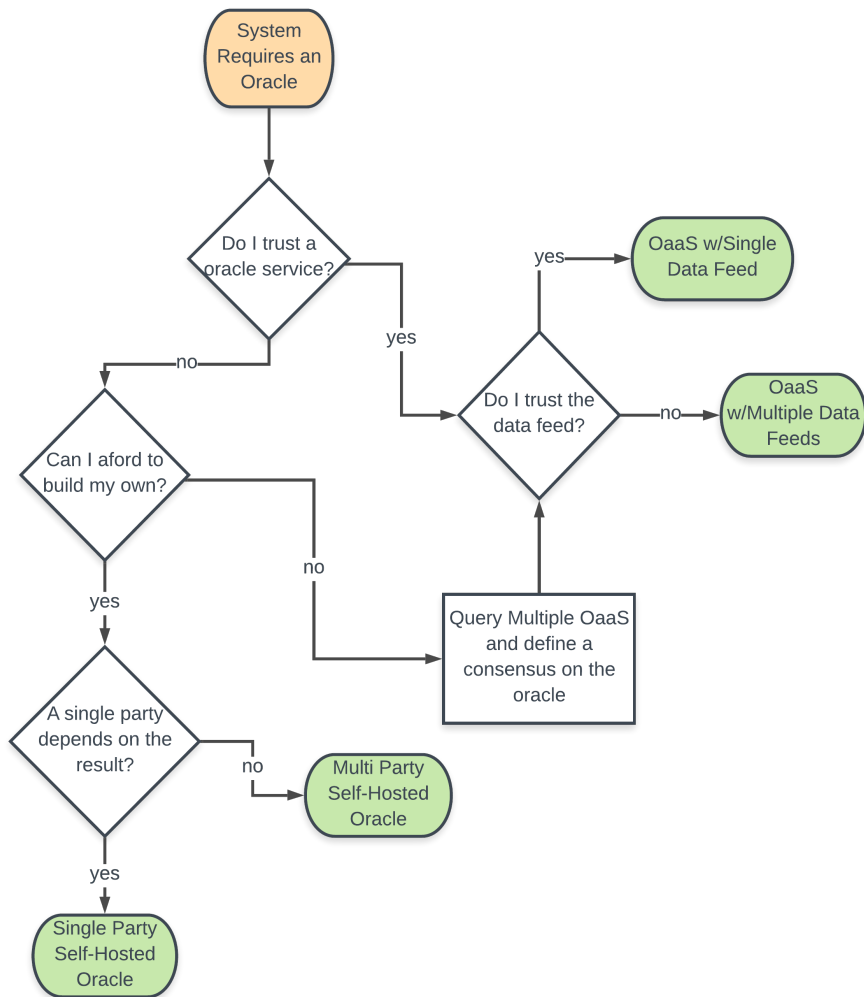 System
Requires an
Oracle
Do I trust a
oracle service?
yes
no
OaaS w/Single
Data Feed
yes
Do I trust the
data feed?
no
OaaS
w/Multiple Data
Feeds
Can I aford to
build my own?
no
yes
Query Multiple OaaS
and define a
consensus on the
oracle
A single party
depends on the
result?
no
Multi Party
Self-Hosted
Oracle
yes
Single Party
Self-Hosted
Oracle